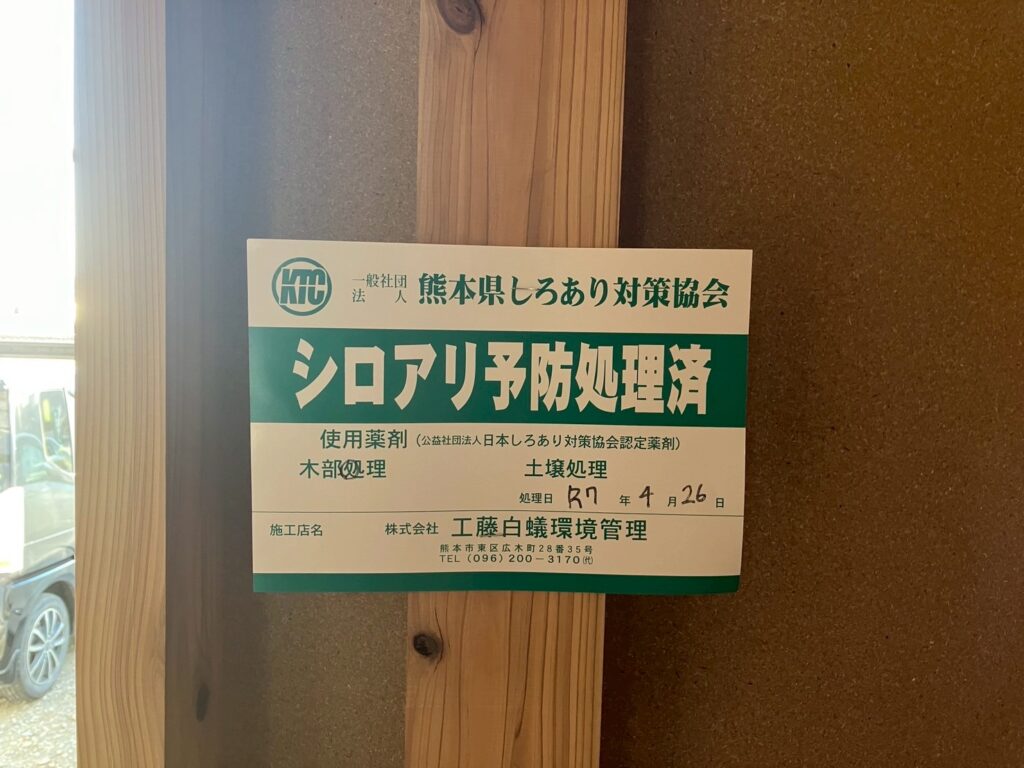 KTC
一般社団法人 熊本県しろあり対策協会
シロアリ予防処理済
使用薬剤(公益社団法人日本しろあり対策協会認定薬剤)
木部処理 土壌処理
処理日 R7 年 4 月 26 日
施工店名 株式会社 工藤白蟻環境管理
熊本市東区広木町28番35号
TEL(096)200-3170㈹